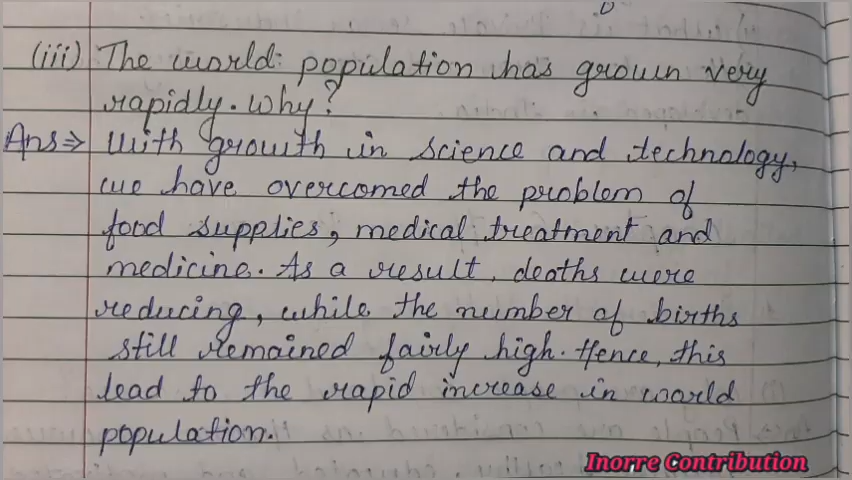 (iii) The world population has grown very
rapidly. Why?
Ans⇒ With growth in science and technology,
we have overcomed the problem of
food supplies, medical treatment and
medicine. As a result, deaths were
reducing, while the number of births
still remained fairly high. Hence, this
lead to the rapid increase in world
population.
Inorre Contribution